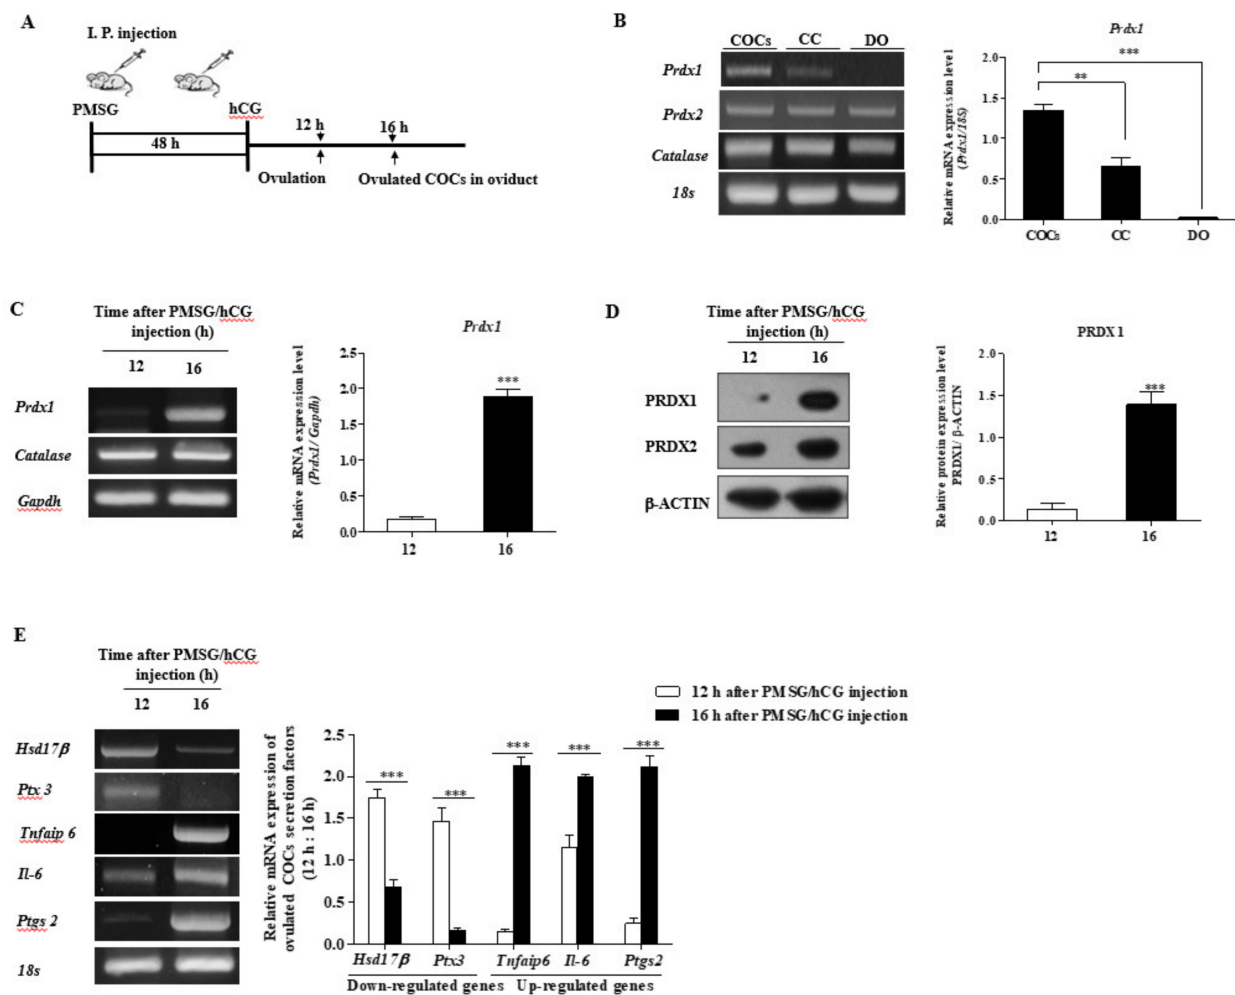 A
I. P. injection
PMSG
hCG
48 h
12 h
16 h
Ovulation
Ovulated COCs in oviduct
B
COCs CC DO
Prdx1
Prdx2
Catalase
18s
Prdx1
Relative mRNA expression level
(Prdx1/18S)
2.0
1.5
1.0
0.5
0.0
***
**
COCs CC DO
C
Time after PMSG/hCG
injection (h)
12 16
Prdx1
Catalase
Gapdh
Prdx1
Relative mRNA expression level
(Prdx1/Gapdh)
2.5
2.0
1.5
1.0
0.5
0.0
***
12 16
D
Time after PMSG/hCG
injection (h)
12 16
PRDX1
PRDX2
β-ACTIN
PRDX 1
Relative protein expression level
PRDX1/ β-ACTIN
2.0
1.5
1.0
0.5
0.0
***
12 16
E
Time after PMSG/hCG
injection (h)
12 16
Hsd17β
Ptx 3
Tnfaip 6
Il-6
Ptgs 2
18s
12 h after PMSG/hCG injection
16 h after PMSG/hCG injection
Relative mRNA expression of
ovulated COCs secretion factors
(12 h : 16 h)
2.5
2.0
1.5
1.0
0.5
0.0
*** *** *** *** ***
Hsd17β Ptx3 Tnfaip6 Il-6 Ptgs2
Down-regulated genes Up-regulated genes